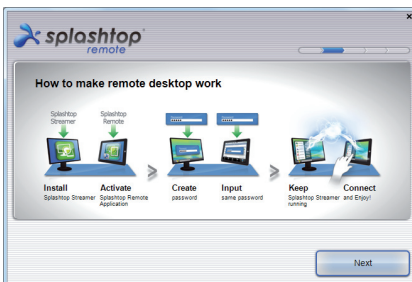 splashtop
remote
How to make remote desktop work
Splashtop Streamer
Splashtop Remote
Install
Splashtop Streamer
Activate
Splashtop Remote Application
Create
password
Input
same password
Keep
Splashtop Streamer running
Connect
and Enjoy!
Next